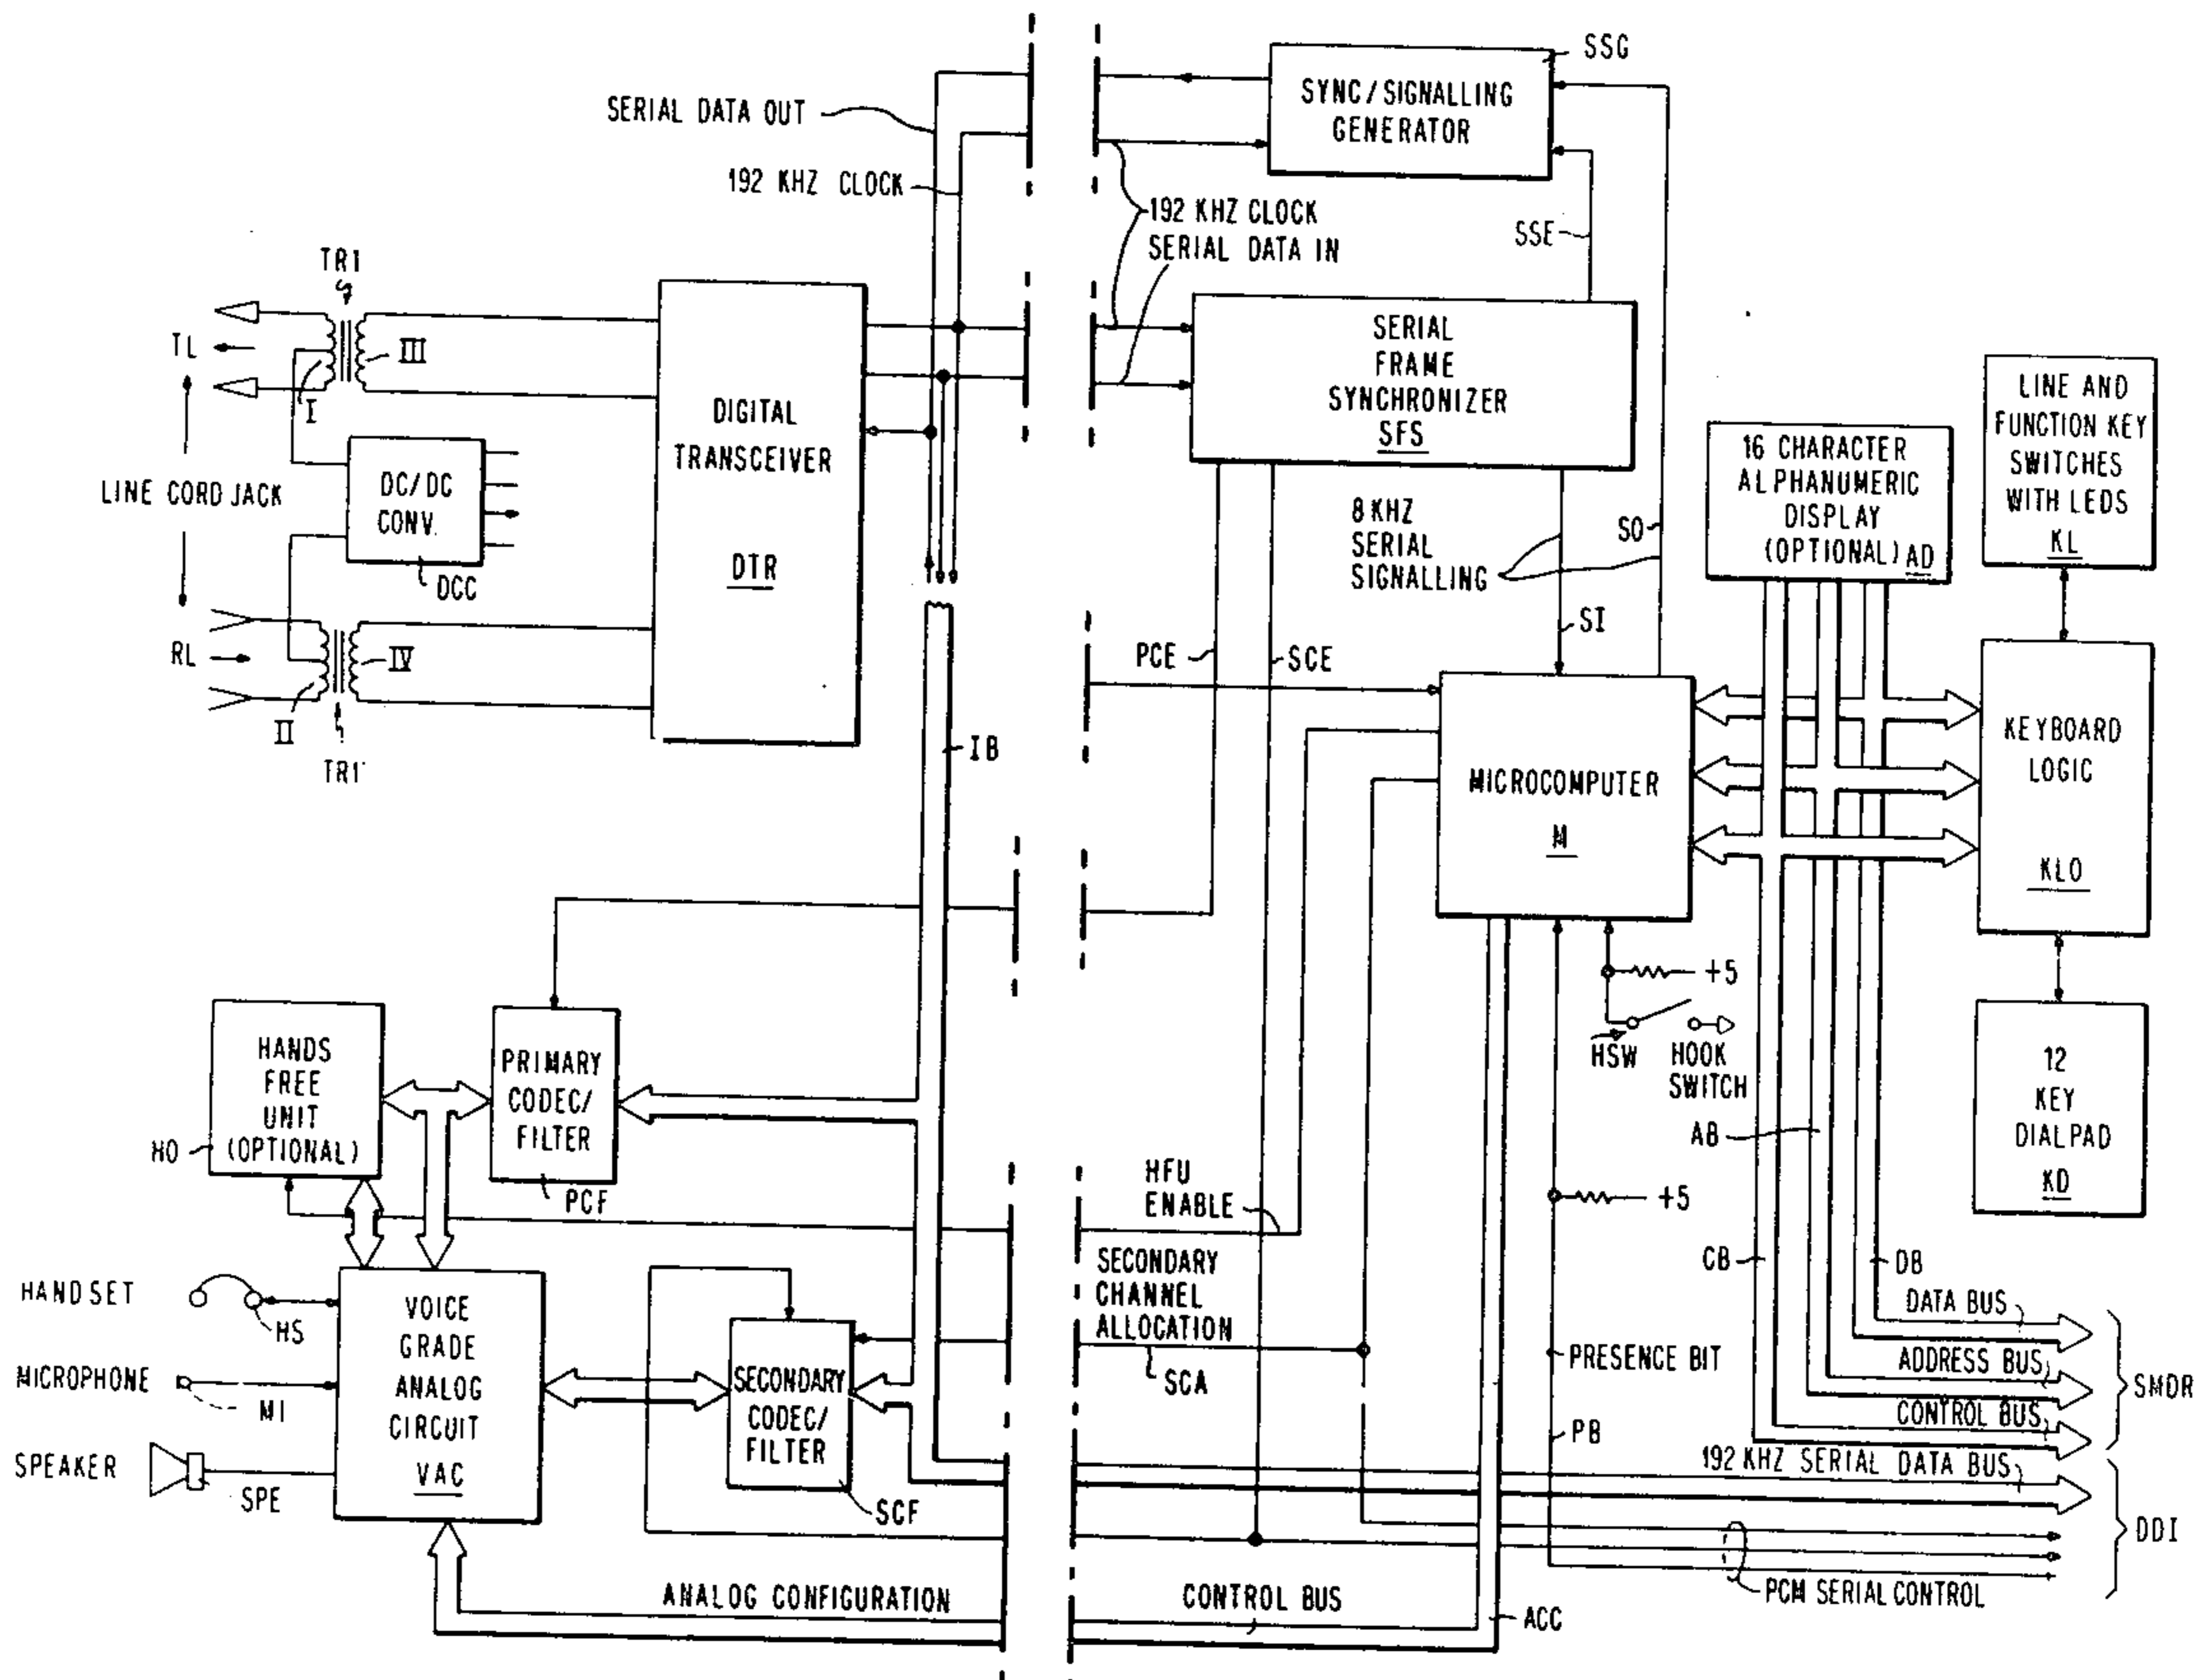 SSG
SYNC/SIGNALLING
GENERATOR
SERIAL DATA OUT
192 KHZ CLOCK
192 KHZ CLOCK
SERIAL DATA IN
SSE
TR1
TL
I
III
LINE CORD JACK
DC/DC
CONV.
DCC
RL
II
IV
TR1'
DIGITAL
TRANSCEIVER
DTR
SERIAL
FRAME
SYNCHRONIZER
SFS
8 KHZ
SERIAL
SIGNALLING
SO
SI
PCE
SCE
16 CHARACTER
ALPHANUMERIC
DISPLAY
(OPTIONAL) AD
LINE AND
FUNCTION KEY
SWITCHES
WITH LEDS
KL
IB
MICROCOMPUTER
M
KEYBOARD
LOGIC
KLO
+5
HSW
HOOK
SWITCH
+5
12
KEY
DIALPAD
KD
HANDS
FREE
UNIT
(OPTIONAL)
HO
PRIMARY
CODEC/
FILTER
PCF
HFU
ENABLE
AB
CB
DB
SECONDARY
CHANNEL
ALLOCATION
SCA
PRESENCE BIT
PB
DATA BUS
ADDRESS BUS
CONTROL BUS
SMDR
192 KHZ SERIAL DATA BUS
DDI
PCM SERIAL CONTROL
HANDSET
HS
MICROPHONE
MI
SPEAKER
SPE
VOICE
GRADE
ANALOG
CIRCUIT
VAC
SECONDARY
CODEC/
FILTER
SCF
ANALOG CONFIGURATION
CONTROL BUS
ACC